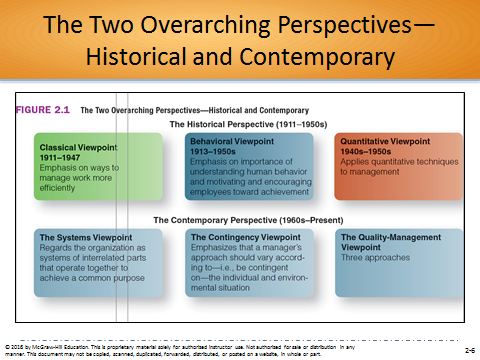 The Two Overarching Perspectives—
Historical and Contemporary
FIGURE 2.1 The Two Overarching Perspectives—Historical and Contemporary
The Historical Perspective (1911–1950s)
Classical Viewpoint
1911–1947
Emphasis on ways to
manage work more
efficiently
Behavioral Viewpoint
1913–1950s
Emphasis on importance of
understanding human behavior
and motivating and encouraging
employees toward achievement
Quantitative Viewpoint
1940s–1950s
Applies quantitative techniques
to management
The Contemporary Perspective (1960s–Present)
The Systems Viewpoint
Regards the organization as
systems of interrelated parts
that operate together to
achieve a common purpose
The Contingency Viewpoint
Emphasizes that a manager's
approach should vary accord-
ing to—i.e., be contingent
on—the individual and environ-
mental situation
The Quality-Management
Viewpoint
Three approaches
© 2016 by McGraw-Hill Education. This is proprietary material solely for authorized instructor use. Not authorized for sale or distribution in any
manner. This document may not be copied, scanned, duplicated, forwarded, distributed, or posted on a website, in whole or part.
2-6